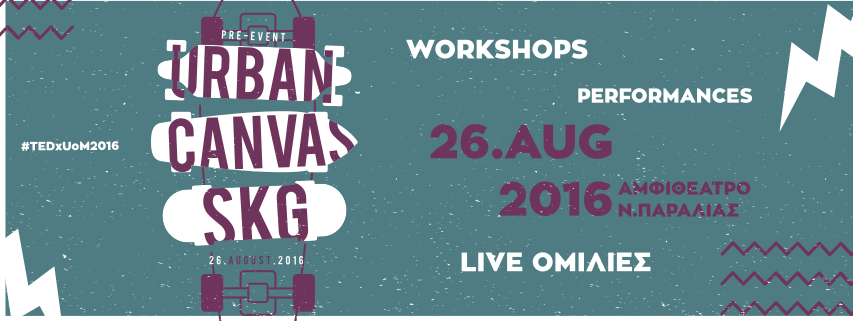 #TEDxUoM2016
PRE-EVENT
URBAN
CANVAS
SKG
26.AUGUST.2016
WORKSHOPS
PERFORMANCES
26.AUG
2016
ΑΜΦΙΘΕΑΤΡΟ
Ν.ΠΑΡΑΛΙΑΣ
LIVE ΟΜΙΛΙΕΣ